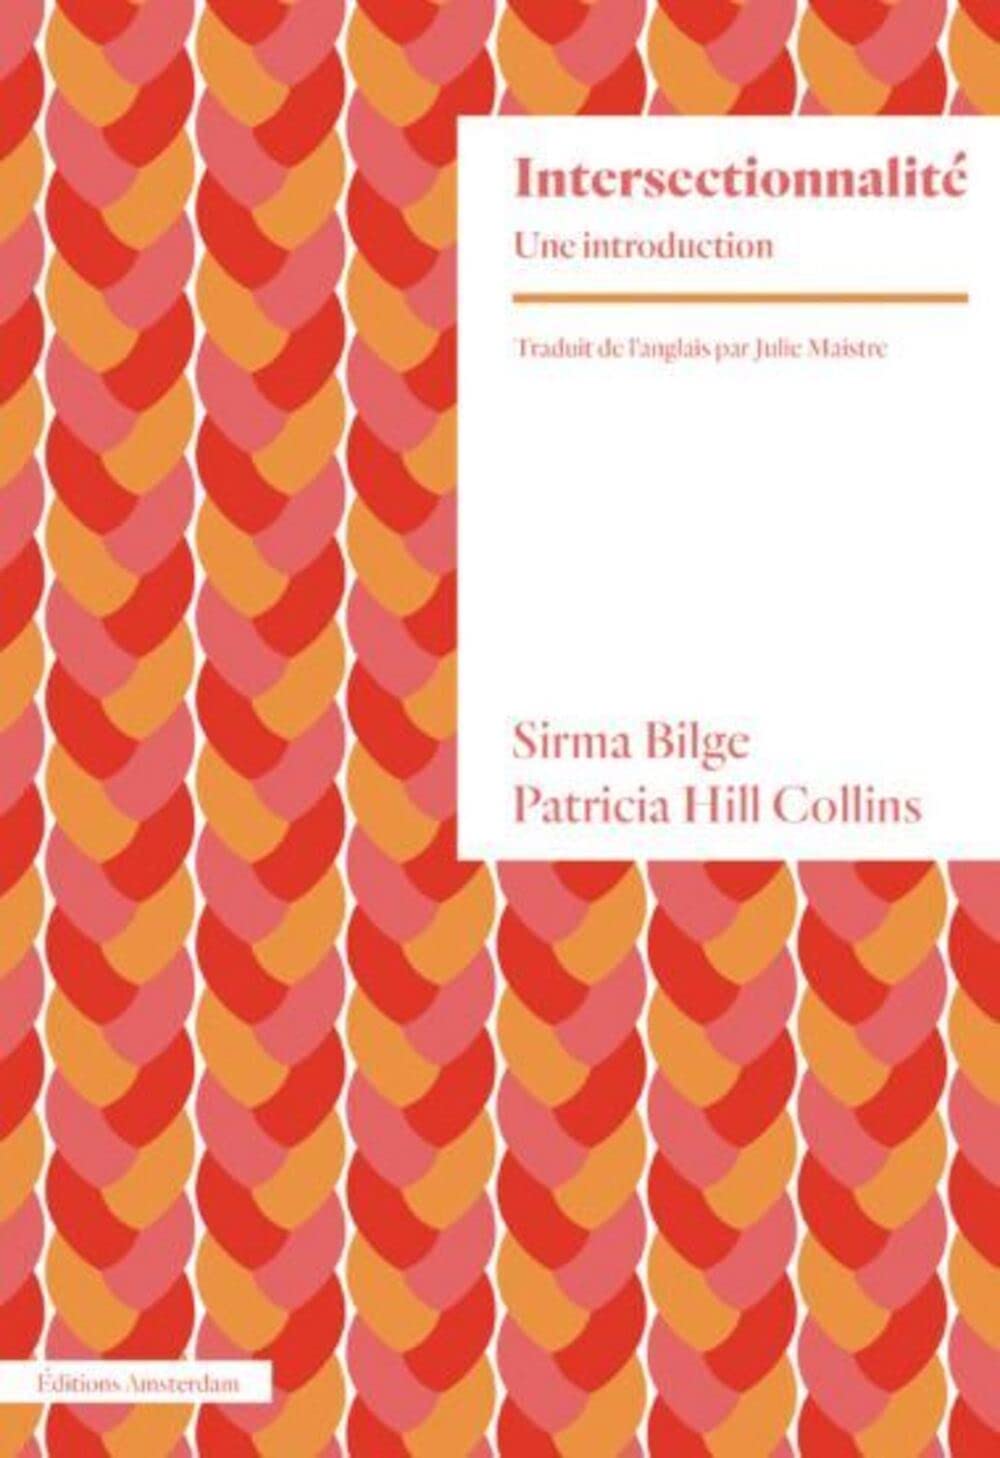 Intersectionnalité
Une introduction
Traduit de l'anglais par Julie Maistre
Sirma Bilge
Patricia Hill Collins
Éditions Amsterdam